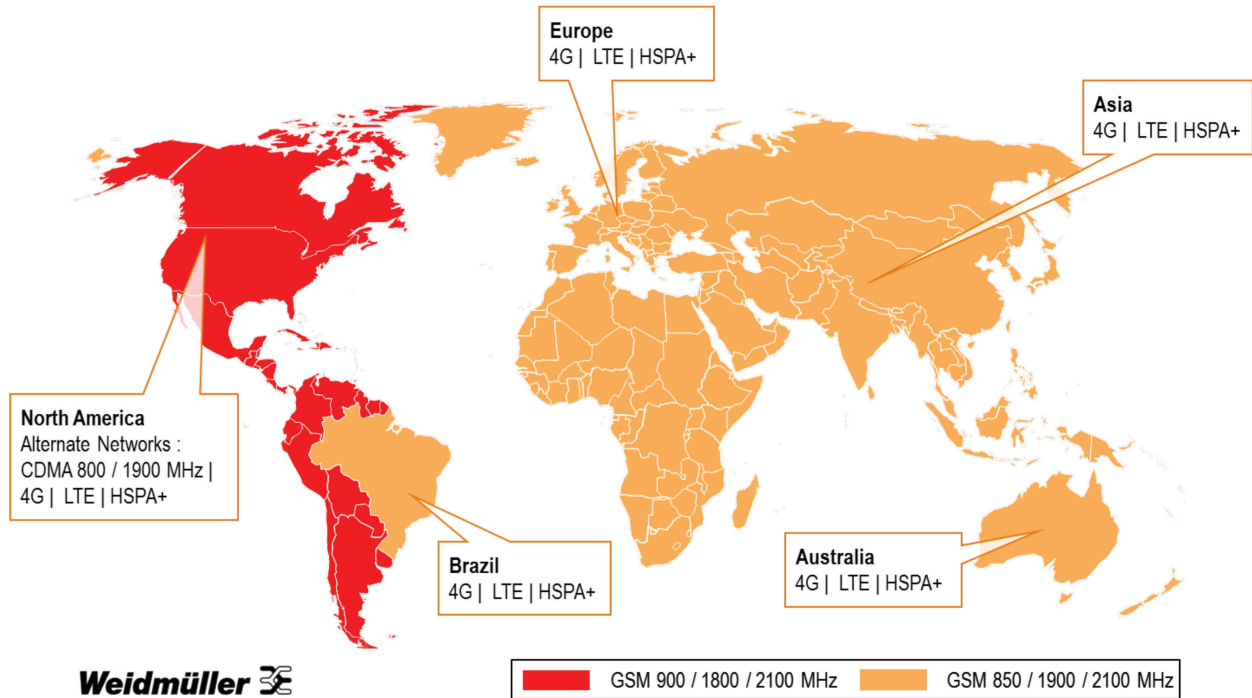 Europe
4G | LTE | HSPA+
Asia
4G | LTE | HSPA+
North America
Alternate Networks :
CDMA 800 / 1900 MHz |
4G | LTE | HSPA+
Brazil
4G | LTE | HSPA+
Australia
4G | LTE | HSPA+
Weidmüller
GSM 900 / 1800 / 2100 MHz
GSM 850 / 1900 / 2100 MHz